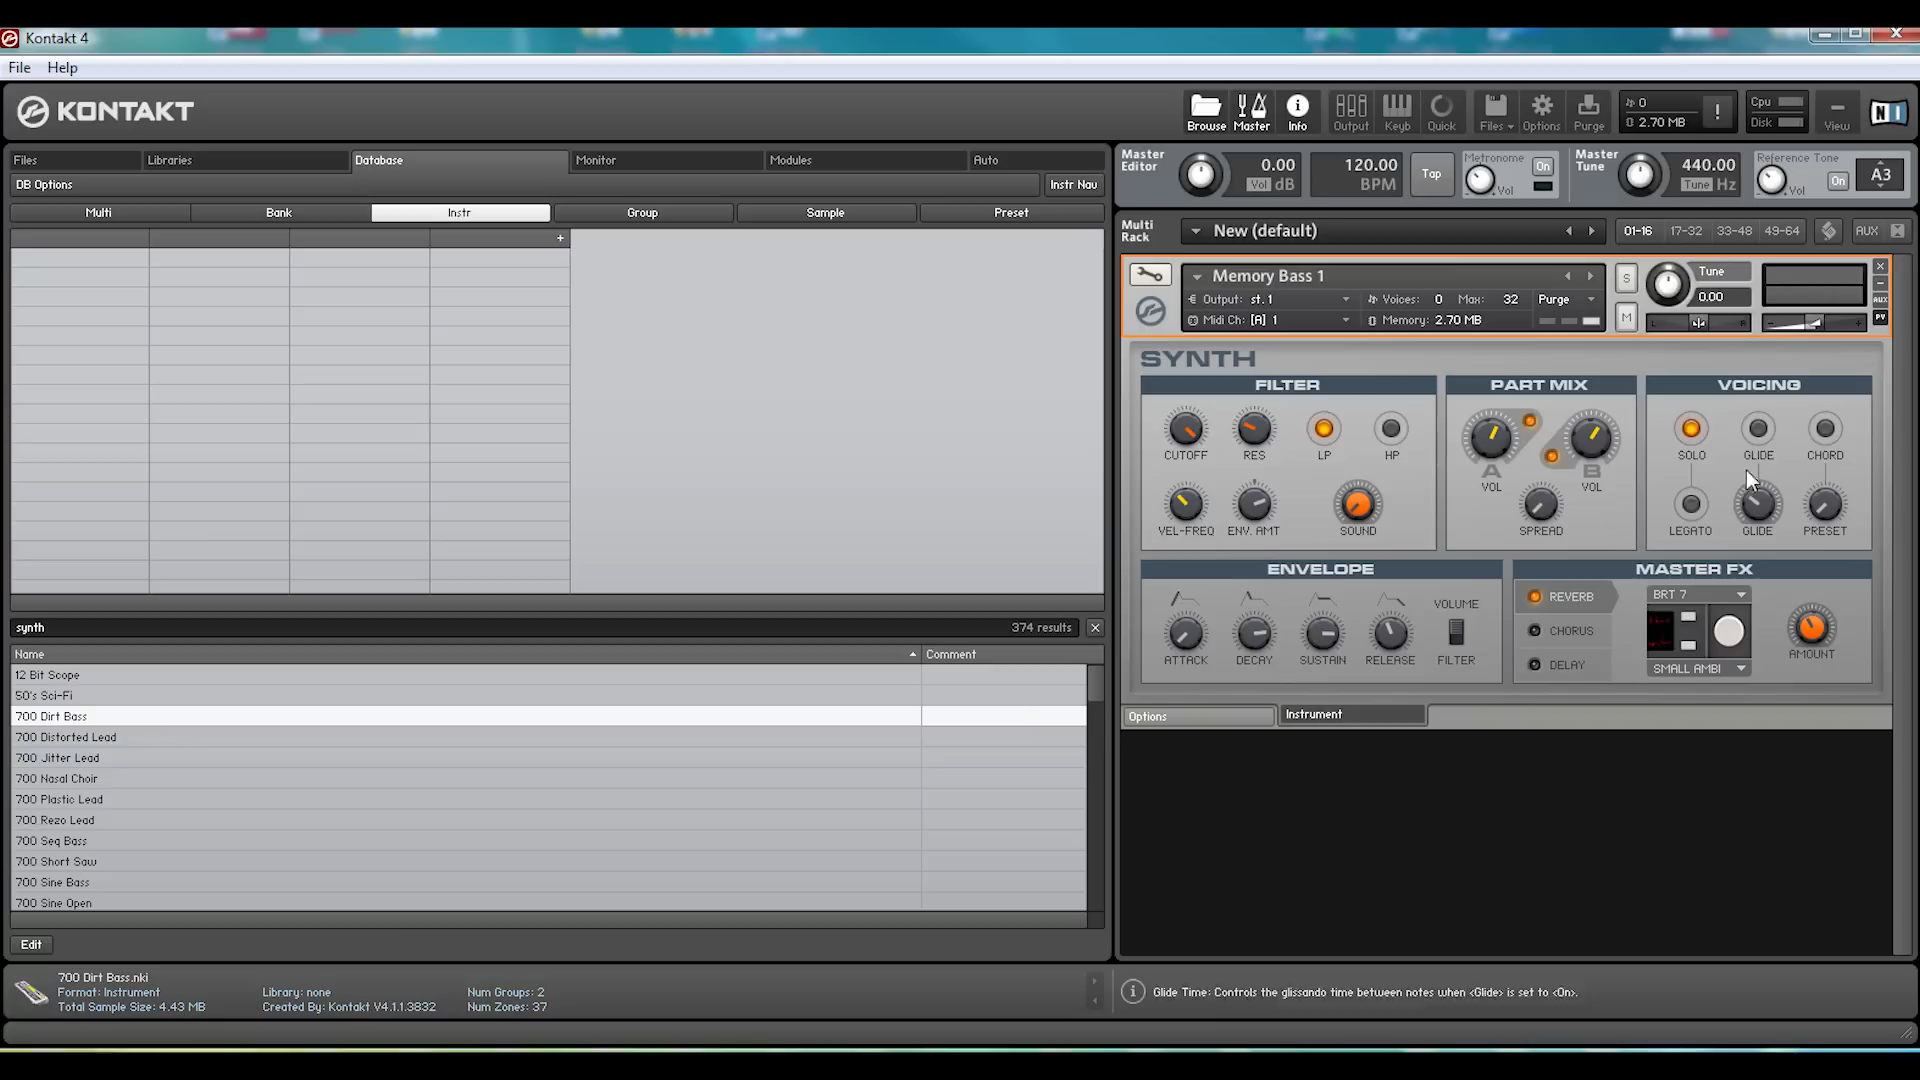 Kontakt 4
File Help
KONTAKT
Browse Master Info Output Keyb Quick Files Options Purge
0
2.70 MB
!
Cpu
Disk
View
NI
Files Libraries Database Monitor Modules Auto
DB Options
Instr Nav
Multi Bank Instr Group Sample Preset
+
synth
374 results
Name Comment
12 Bit Scope
50's Sci-Fi
700 Dirt Bass
700 Distorted Lead
700 Jitter Lead
700 Nasal Choir
700 Plastic Lead
700 Rezo Lead
700 Seq Bass
700 Short Saw
700 Sine Bass
700 Sine Open
Edit
700 Dirt Bass.nki
Format: Instrument
Total Sample Size: 4.43 MB
Library: none
Created By: Kontakt V4.1.1.3832
Num Groups: 2
Num Zones: 37
Master Editor
0.00
Vol dB
120.00
BPM
Tap
Metronome On
Vol
Master Tune
440.00
Tune Hz
Reference Tone
Vol On
A3
Multi Rack
New (default)
01-16 17-32 33-48 49-64
AUX
Memory Bass 1
Output: st.1 Voices: 0 Max: 32 Purge
Midi Ch: [A] 1 Memory: 2.70 MB
S
M
Tune
0.00
L R
- +
AUX
PV
SYNTH
FILTER
CUTOFF RES LP HP
VEL-FREQ ENV. AMT SOUND
PART MIX
A B
VOL VOL
SPREAD
VOICING
SOLO GLIDE CHORD
LEGATO GLIDE PRESET
ENVELOPE
VOLUME
ATTACK DECAY SUSTAIN RELEASE FILTER
MASTER FX
REVERB
CHORUS
DELAY
BRT 7
SMALL AMBI
AMOUNT
Options Instrument
Glide Time: Controls the glissando time between notes when <Glide> is set to <On>.